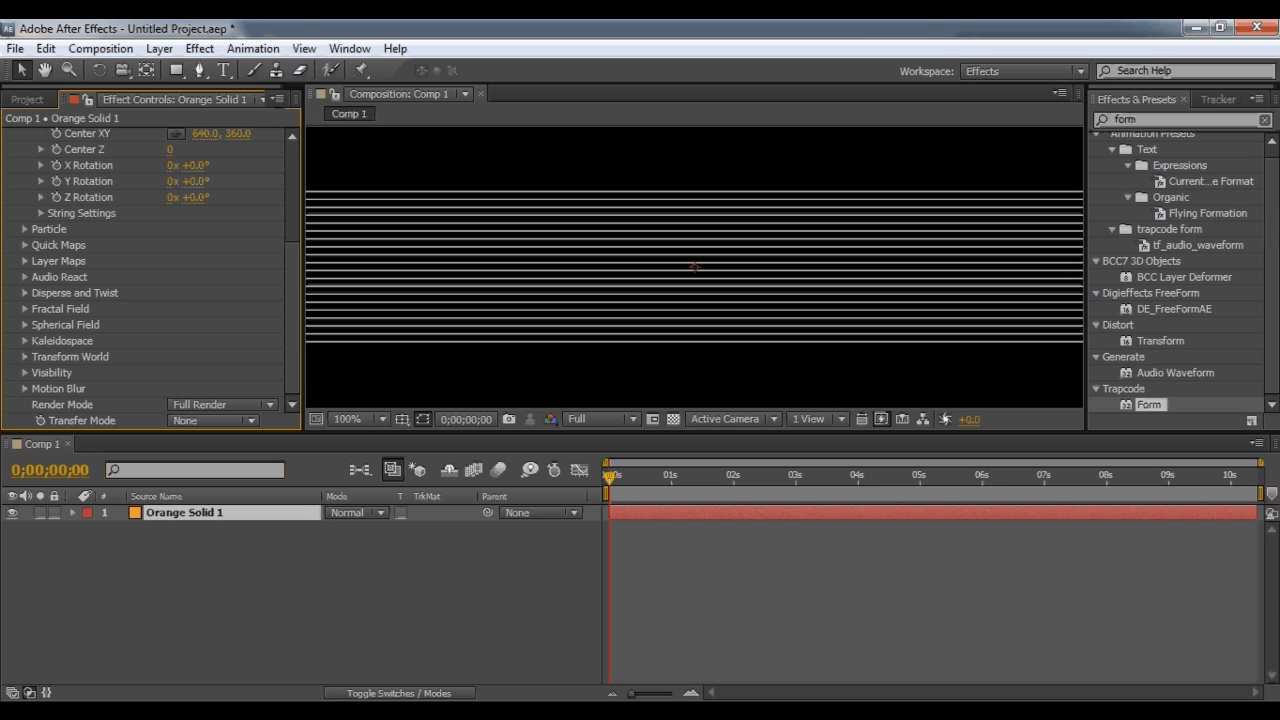 Adobe After Effects - Untitled Project.aep *
File Edit Composition Layer Effect Animation View Window Help
Workspace: Effects Search Help
Project Effect Controls: Orange Solid 1
Comp 1 • Orange Solid 1
Center XY 640.0, 360.0
Center Z 0
X Rotation 0x +0.0°
Y Rotation 0x +0.0°
Z Rotation 0x +0.0°
String Settings
Particle
Quick Maps
Layer Maps
Audio React
Disperse and Twist
Fractal Field
Spherical Field
Kaleidospace
Transform World
Visibility
Motion Blur
Render Mode Full Render
Transfer Mode None
Composition: Comp 1
Comp 1
100% 0;00;00;00 Full Active Camera 1 View +0.0
Effects & Presets Tracker
form
Animation Presets
Text
Expressions
Current...e Format
Organic
Flying Formation
trapcode form
tf_audio_waveform
BCC7 3D Objects
BCC Layer Deformer
Digieffects FreeForm
DE_FreeFormAE
Distort
Transform
Generate
Audio Waveform
Trapcode
Form
Comp 1
0;00;00;00
01s 02s 03s 04s 05s 06s 07s 08s 09s 10s
# Source Name Mode T TrkMat Parent
1 Orange Solid 1 Normal None
Toggle Switches / Modes